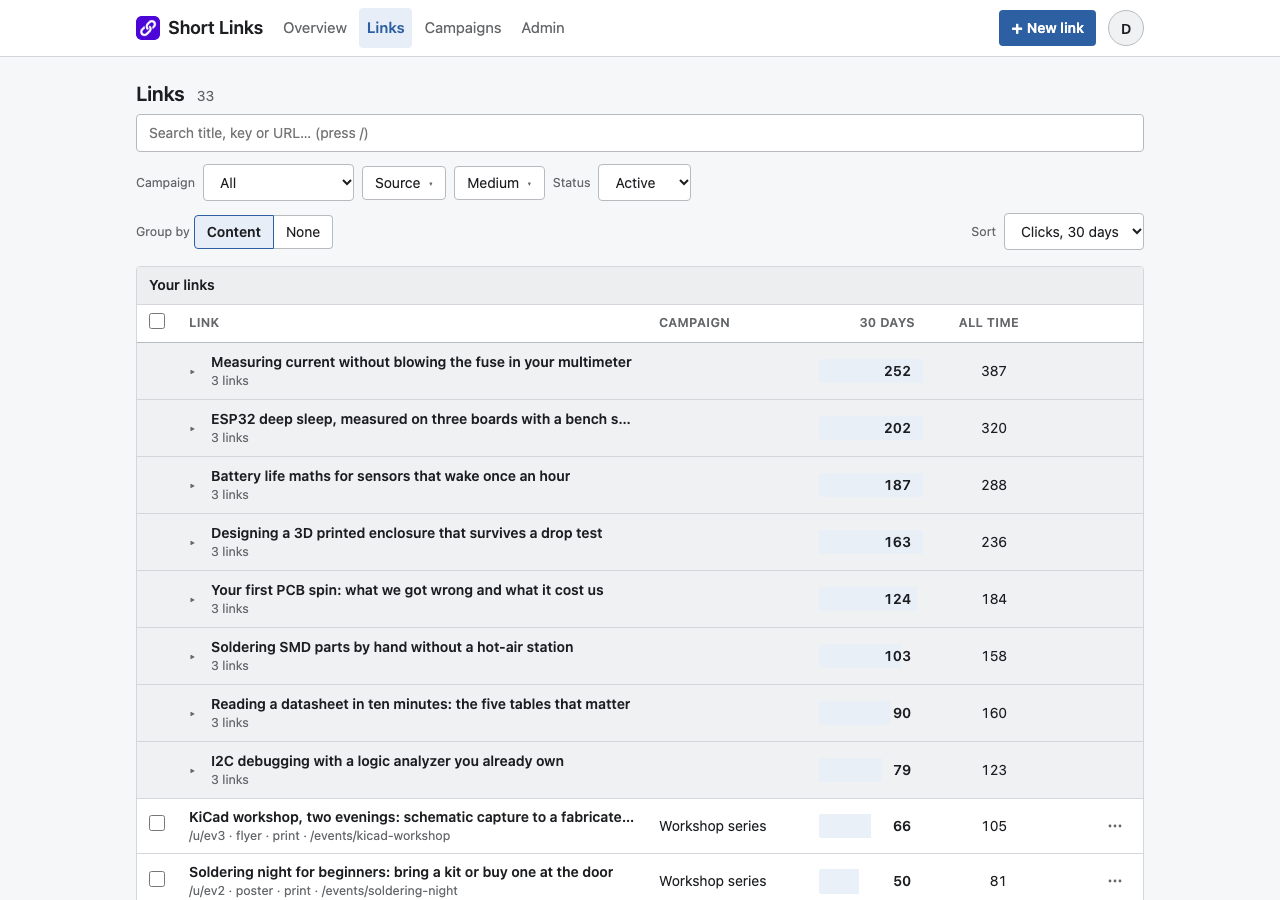 Short Links Overview Links Campaigns Admin + New link D
Links 33
Search title, key or URL... (press /)
Campaign All Source Medium Status Active
Group by Content None Sort Clicks, 30 days
Your links
LINK CAMPAIGN 30 DAYS ALL TIME
Measuring current without blowing the fuse in your multimeter 252 387
3 links
ESP32 deep sleep, measured on three boards with a bench s... 202 320
3 links
Battery life maths for sensors that wake once an hour 187 288
3 links
Designing a 3D printed enclosure that survives a drop test 163 236
3 links
Your first PCB spin: what we got wrong and what it cost us 124 184
3 links
Soldering SMD parts by hand without a hot-air station 103 158
3 links
Reading a datasheet in ten minutes: the five tables that matter 90 160
3 links
I2C debugging with a logic analyzer you already own 79 123
3 links
KiCad workshop, two evenings: schematic capture to a fabricate... Workshop series 66 105
/u/ev3 · flyer · print · /events/kicad-workshop
Soldering night for beginners: bring a kit or buy one at the door Workshop series 50 81
/u/ev2 · poster · print · /events/soldering-night